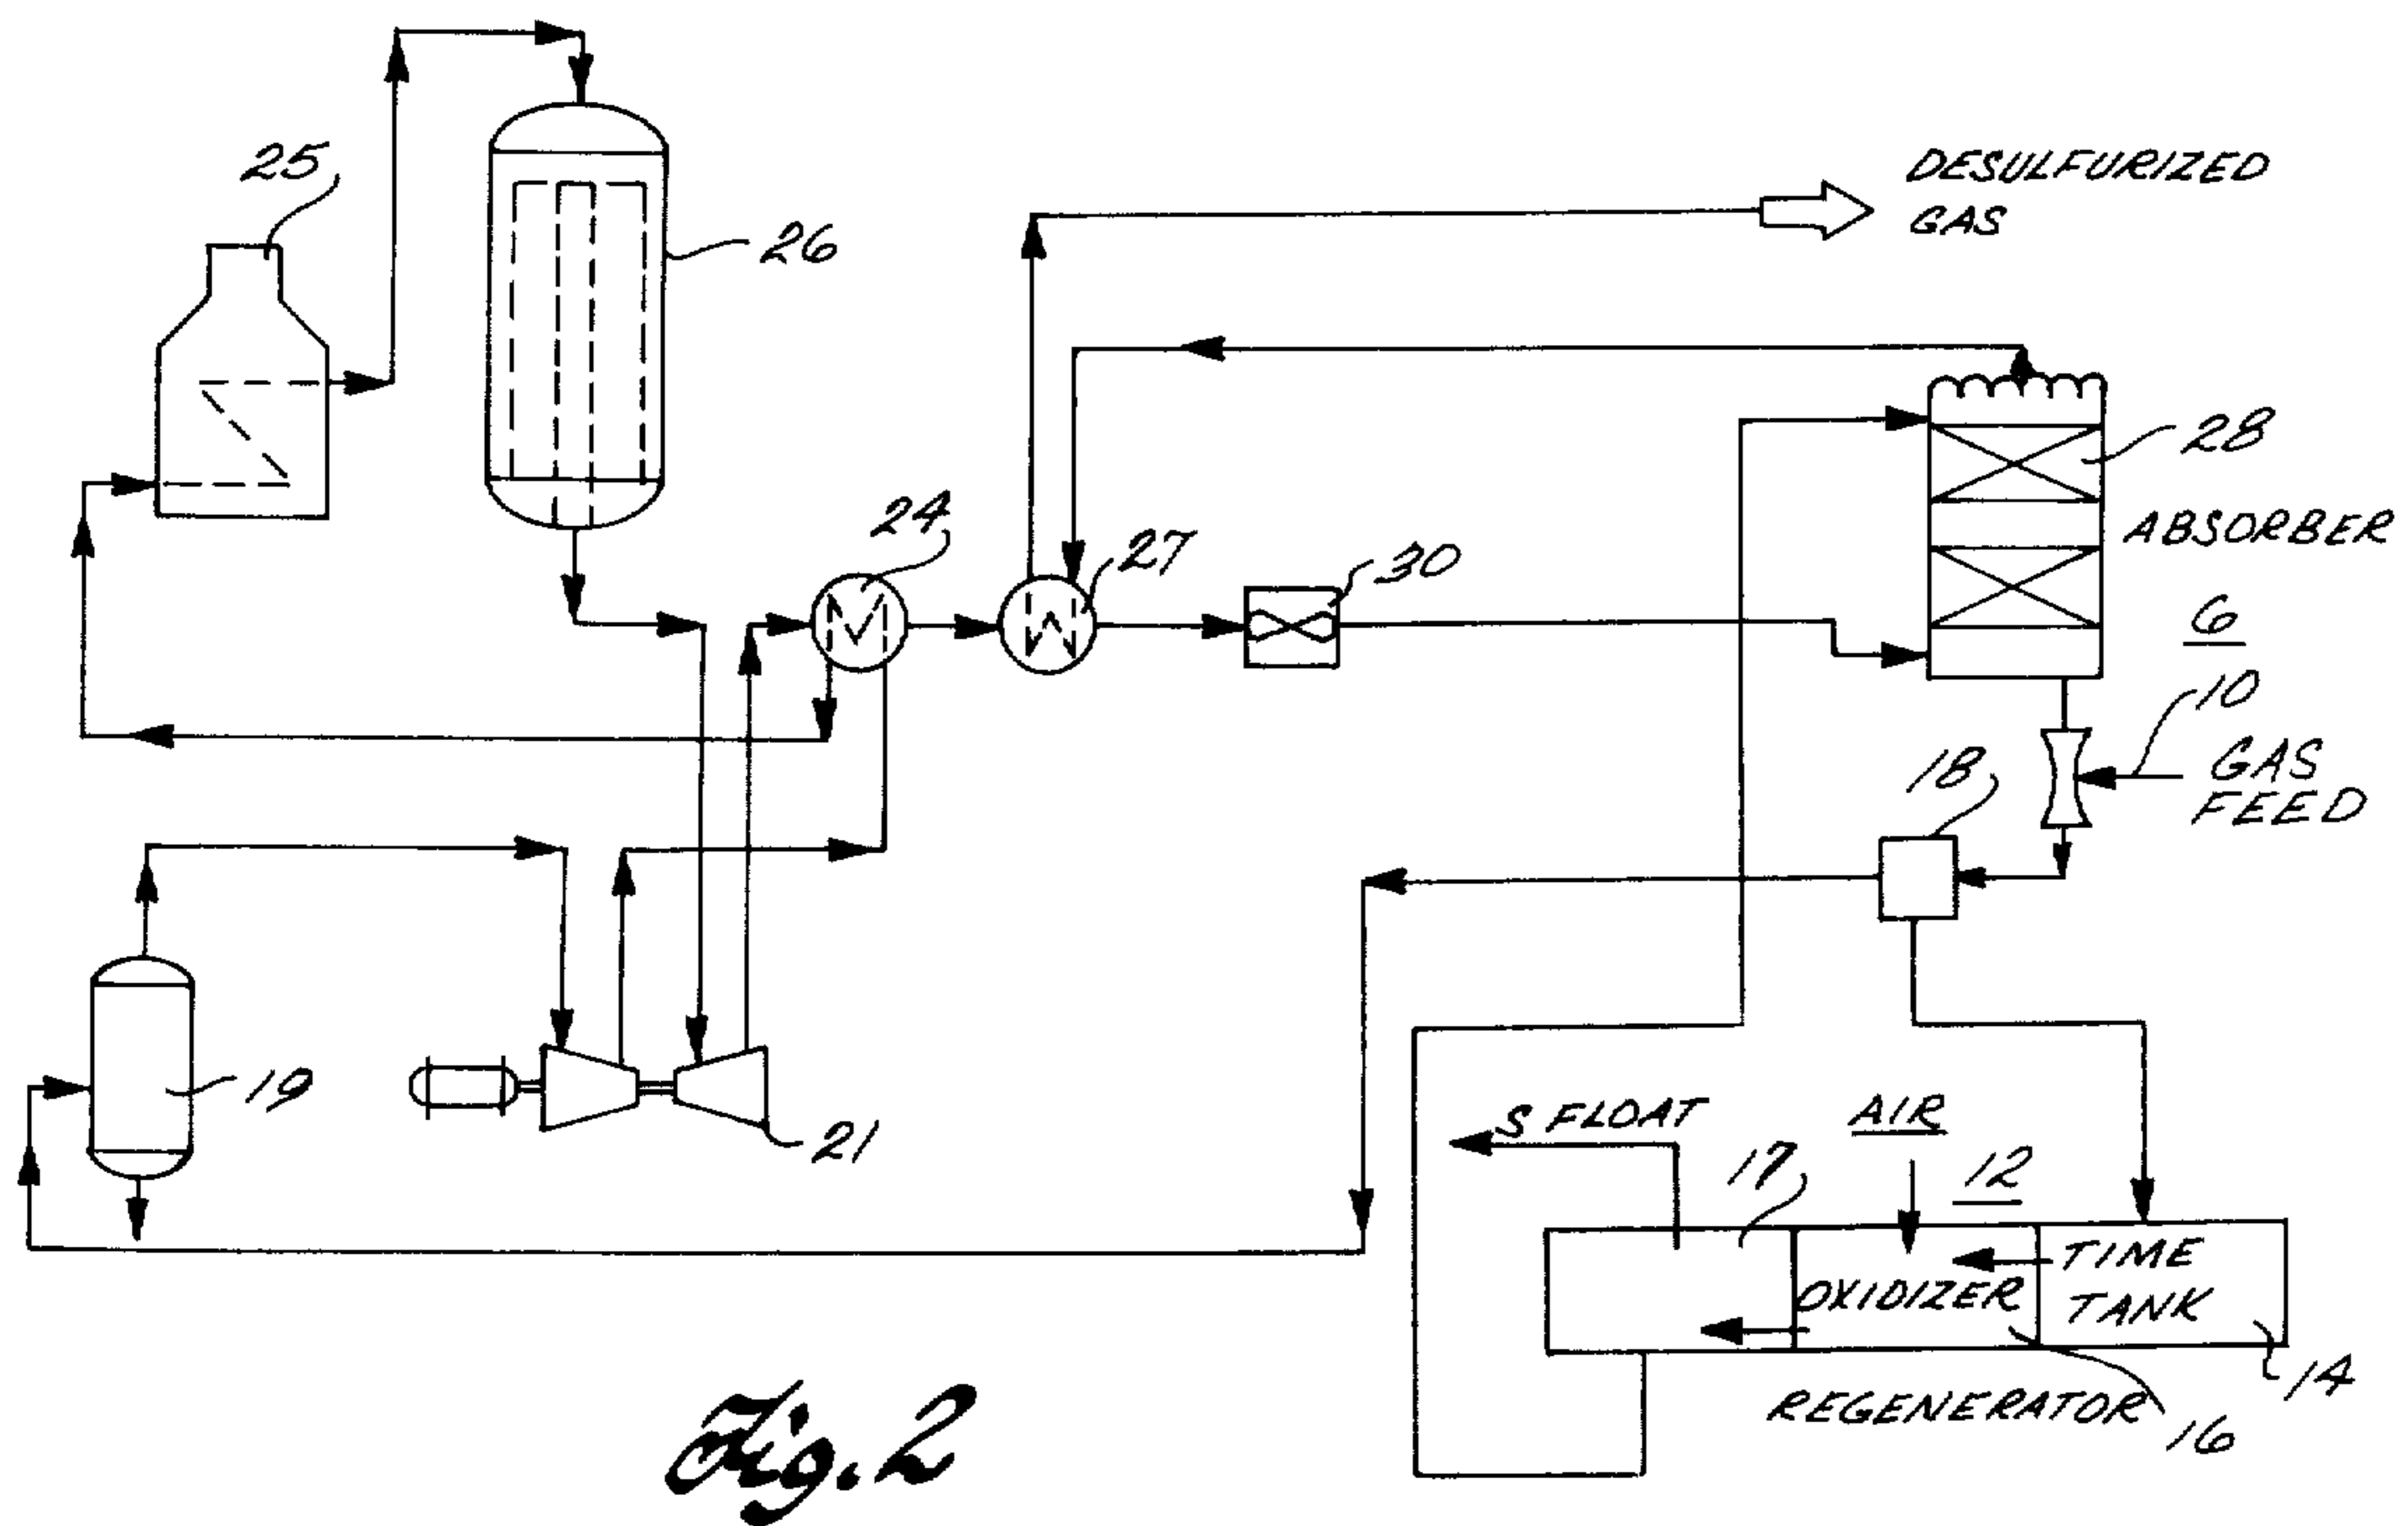 25
26
DESULFURIZED
GAS
28
24
27
30
ABSORBER
6
10
18
GAS
FEED
19
21
S FLOAT
AIR
17
12
TIME
OXIDIZER
TANK
14
REGENERATOR
16
Fig. 2